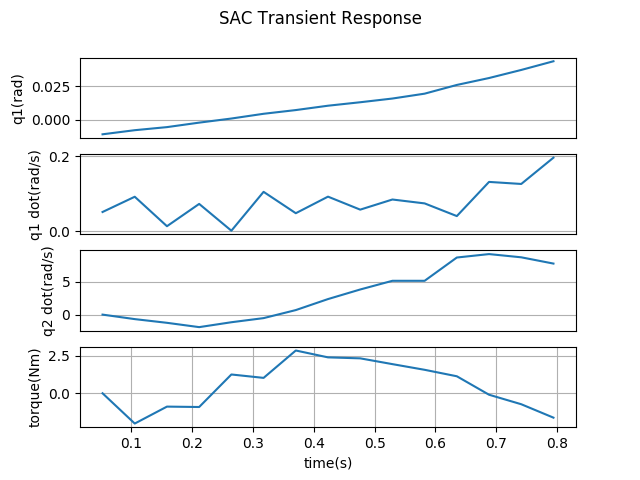 SAC Transient Response
q1(rad)
0.025
0.000
q1 dot(rad/s)
0.2
0.0
q2 dot(rad/s)
5
0
torque(Nm)
2.5
0.0
0.1 0.2 0.3 0.4 0.5 0.6 0.7 0.8
time(s)